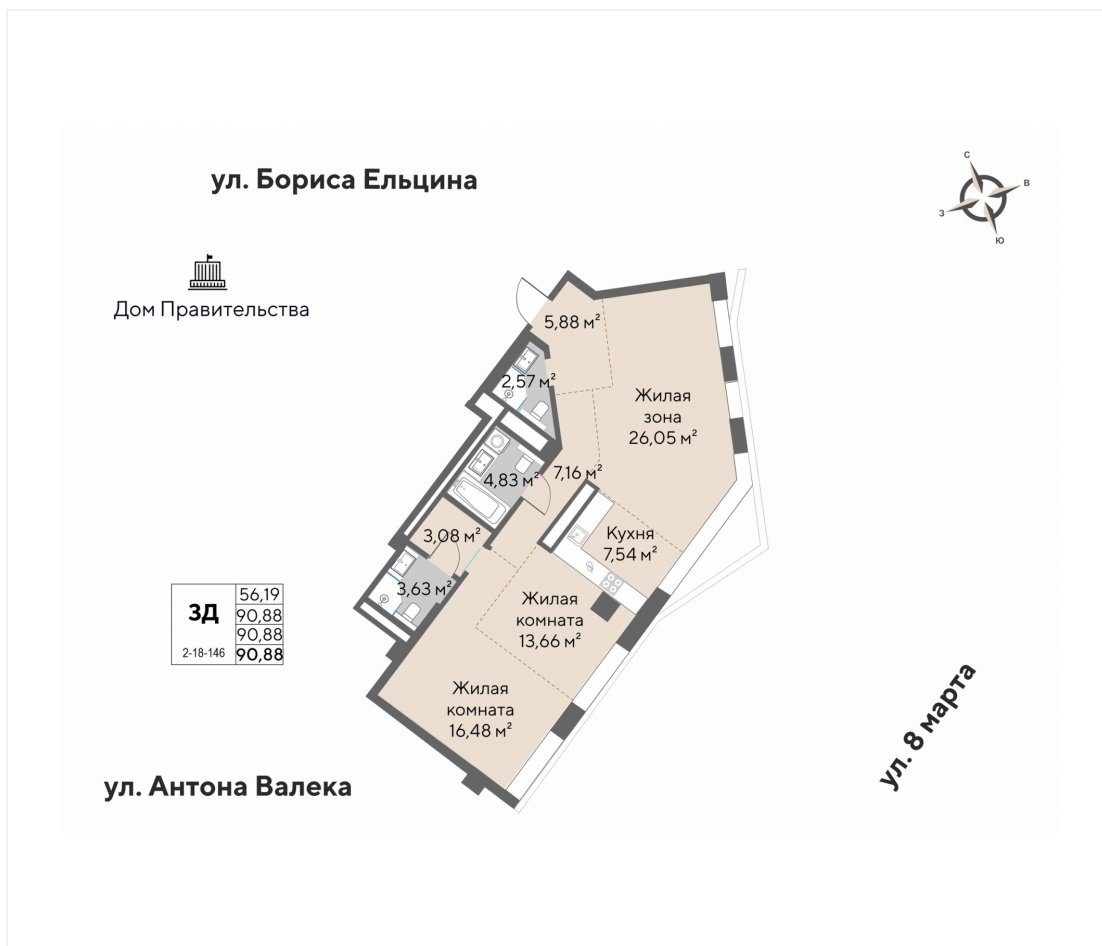 ул. Бориса Ельцина
С
В
З
Ю
Дом Правительства
5,88 м²
2,57 м²
Жилая
зона
26,05 м²
4,83 м²
7,16 м²
3,08 м²
Кухня
7,54 м²
3,63 м²
Жилая
комната
13,66 м²
3Д
2-18-146
56,19
90,88
90,88
90,88
Жилая
комната
16,48 м²
ул. 8 марта
ул. Антона Валека